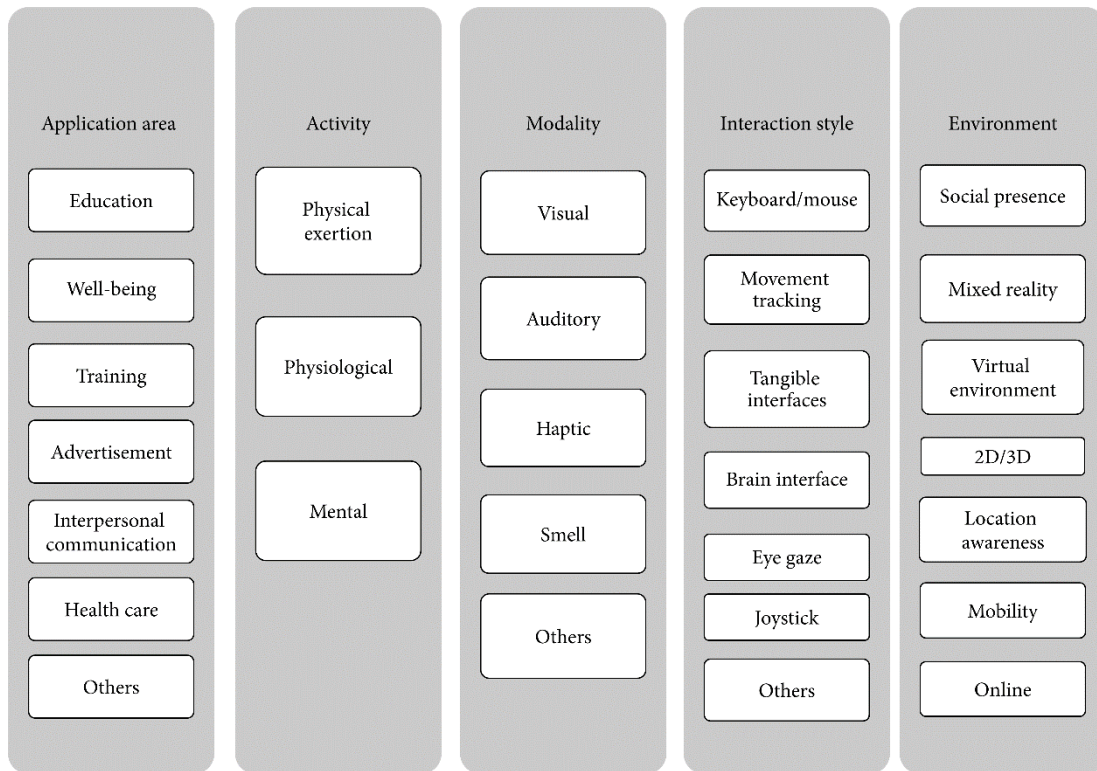 Application area
Education
Well-being
Training
Advertisement
Interpersonal
communication
Health care
Others
Activity
Physical
exertion
Physiological
Mental
Modality
Visual
Auditory
Haptic
Smell
Others
Interaction style
Keyboard/mouse
Movement
tracking
Tangible
interfaces
Brain interface
Eye gaze
Joystick
Others
Environment
Social presence
Mixed reality
Virtual
environment
2D/3D
Location
awareness
Mobility
Online